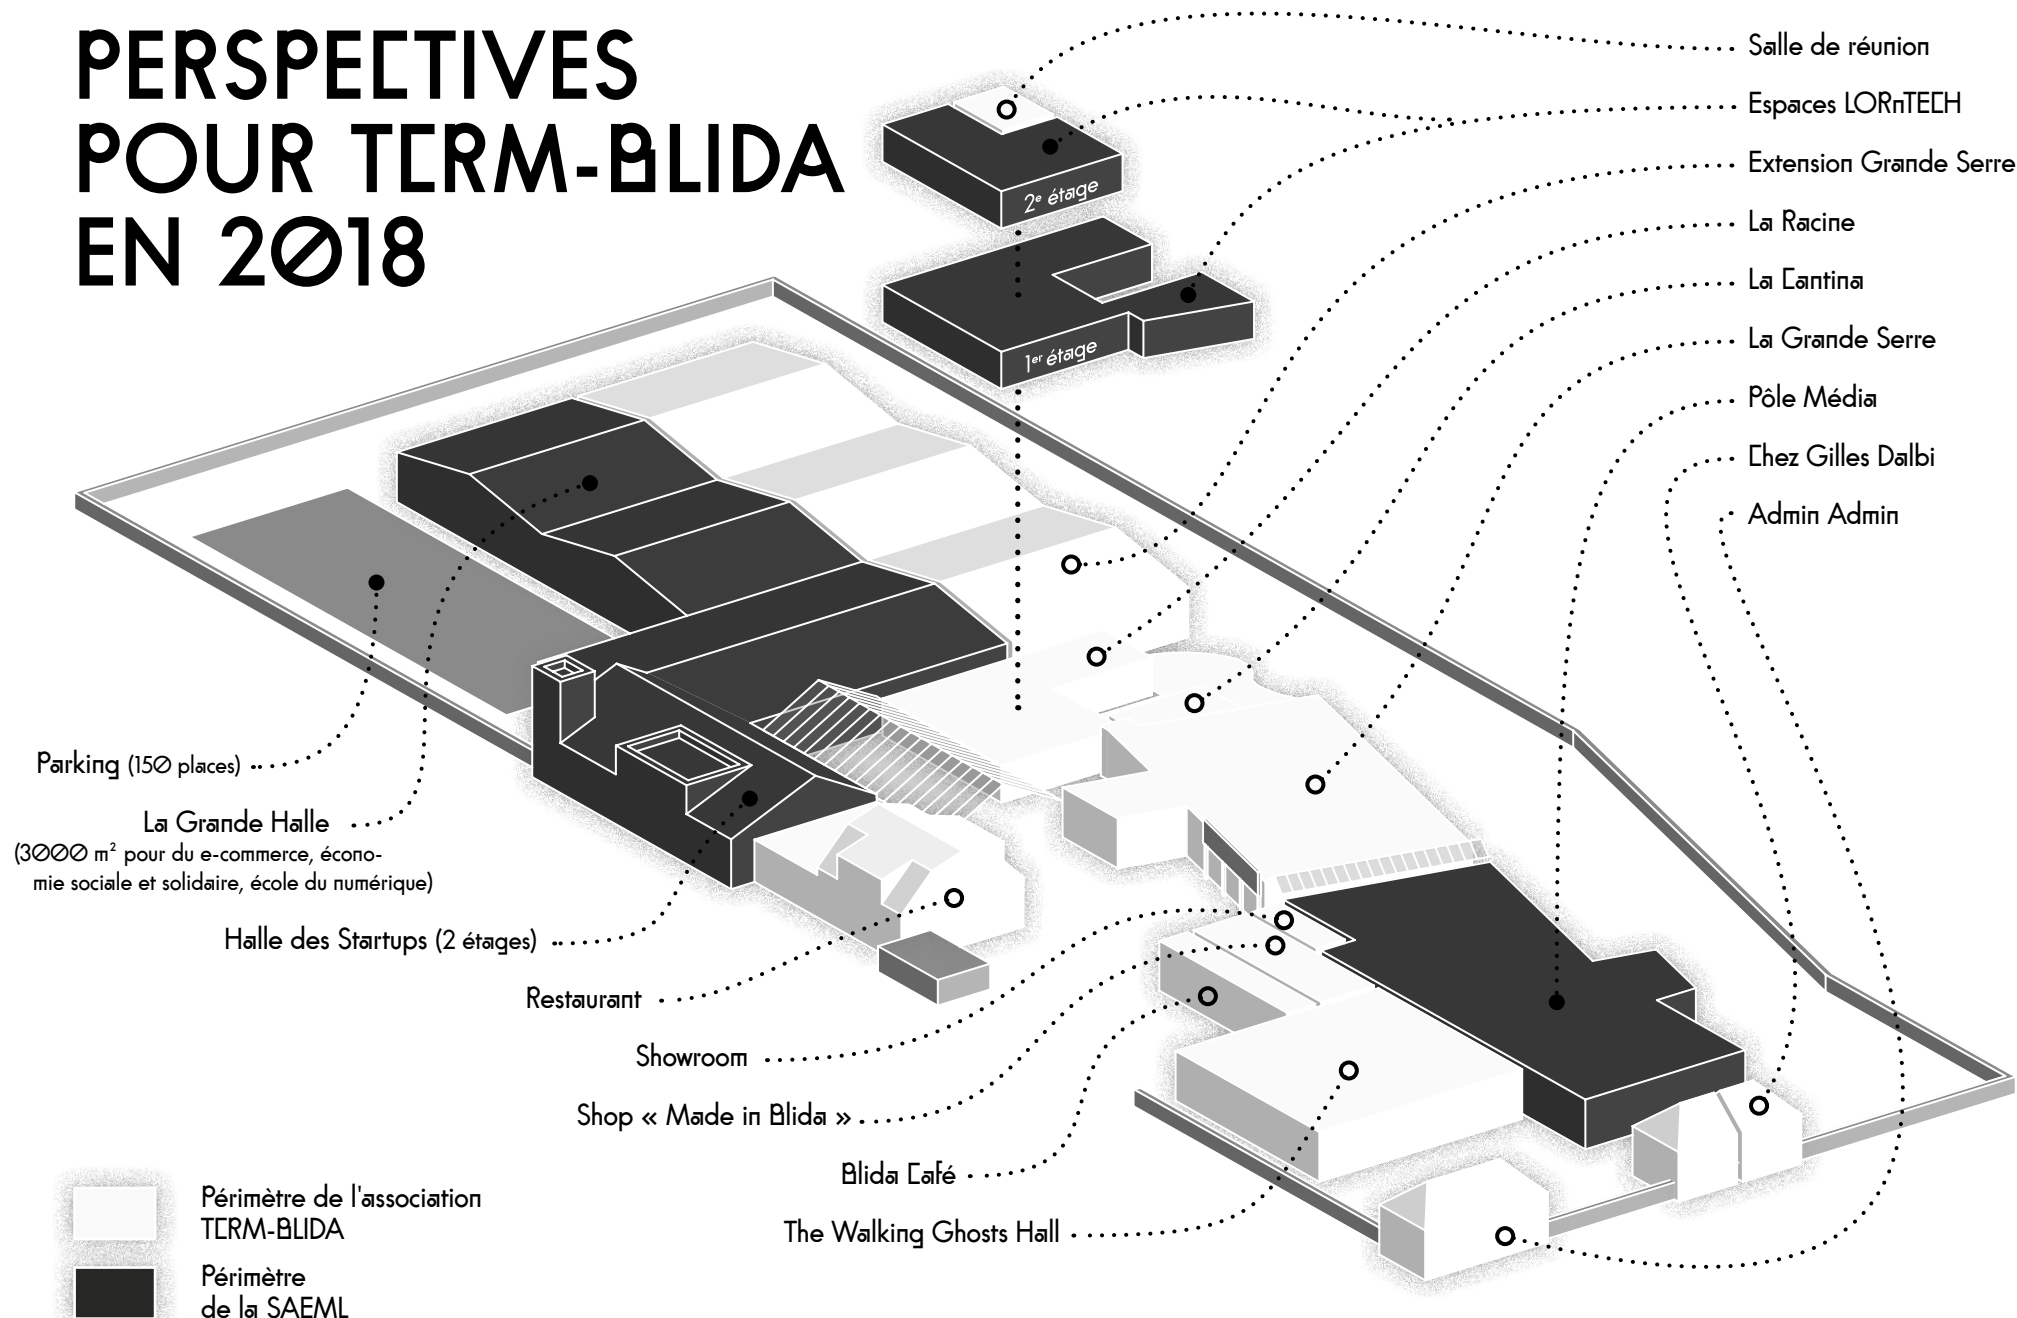 PERSPECTIVES
POUR TCRM-BLIDA
EN 2018
Salle de réunion
Espaces LORnTECH
Extension Grande Serre
La Racine
La Cantina
La Grande Serre
Pôle Média
Chez Gilles Dalbi
Admin Admin
2e étage
1er étage
Parking (150 places)
La Grande Halle
(3000 m² pour du e-commerce, écono-
mie sociale et solidaire, école du numérique)
Halle des Startups (2 étages)
Restaurant
Showroom
Shop « Made in Blida »
Blida Café
The Walking Ghosts Hall
Périmètre de l'association
TCRM-BLIDA
Périmètre
de la SAEML